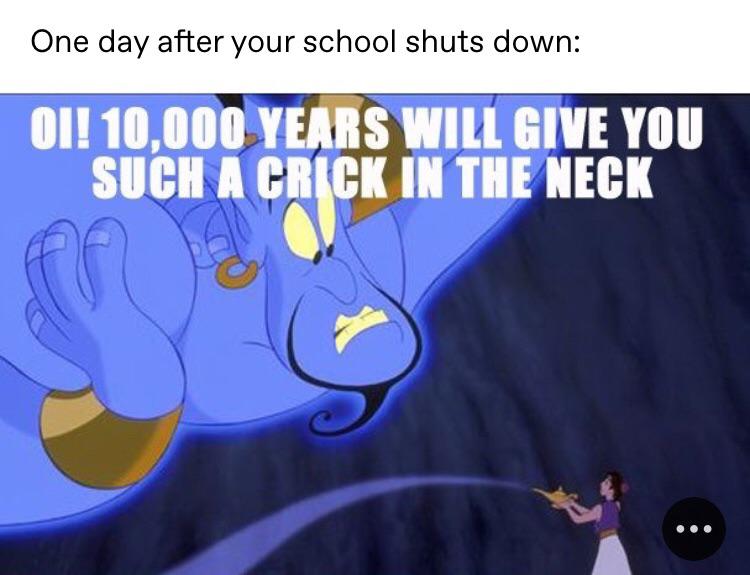 One day after your school shuts down:
OI! 10,000 YEARS WILL GIVE YOU
SUCH A CRICK IN THE NECK